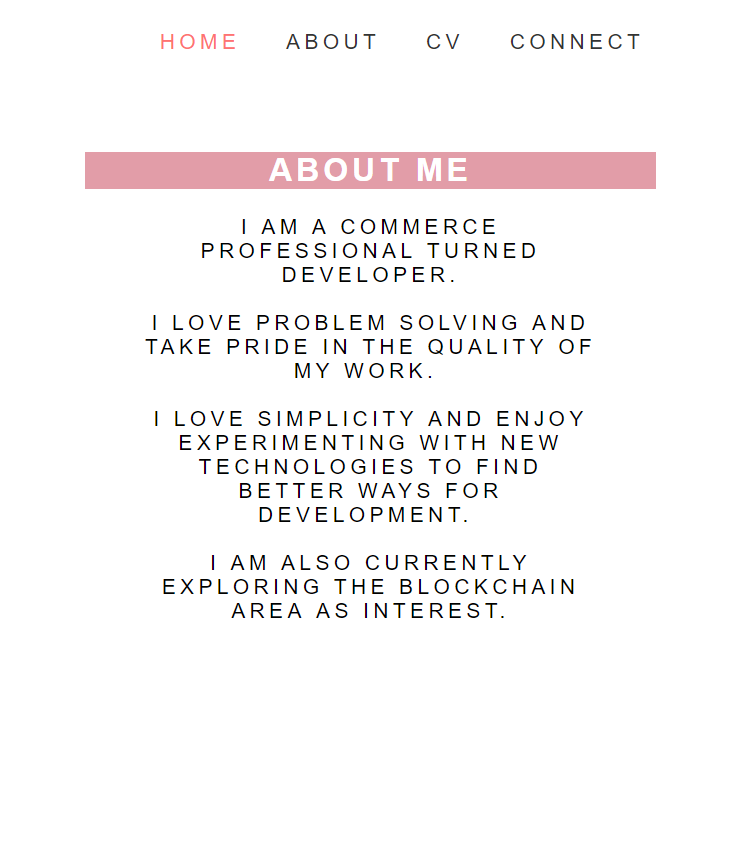 HOME ABOUT CV CONNECT
ABOUT ME
I AM A COMMERCE
PROFESSIONAL TURNED
DEVELOPER.
I LOVE PROBLEM SOLVING AND
TAKE PRIDE IN THE QUALITY OF
MY WORK.
I LOVE SIMPLICITY AND ENJOY
EXPERIMENTING WITH NEW
TECHNOLOGIES TO FIND
BETTER WAYS FOR
DEVELOPMENT.
I AM ALSO CURRENTLY
EXPLORING THE BLOCKCHAIN
AREA AS INTEREST.